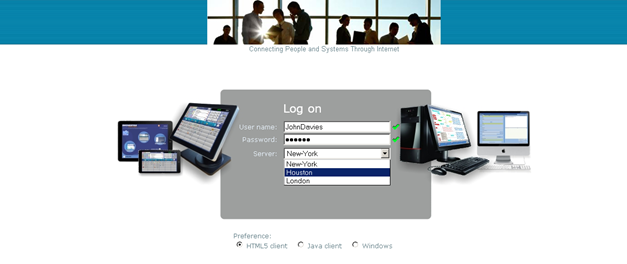 Connecting People and Systems Through Internet
Log on
User name: JohnDavies
Password: ••••••
Server: New-York
New-York
Houston
London
Preference:
HTML5 client Java client Windows